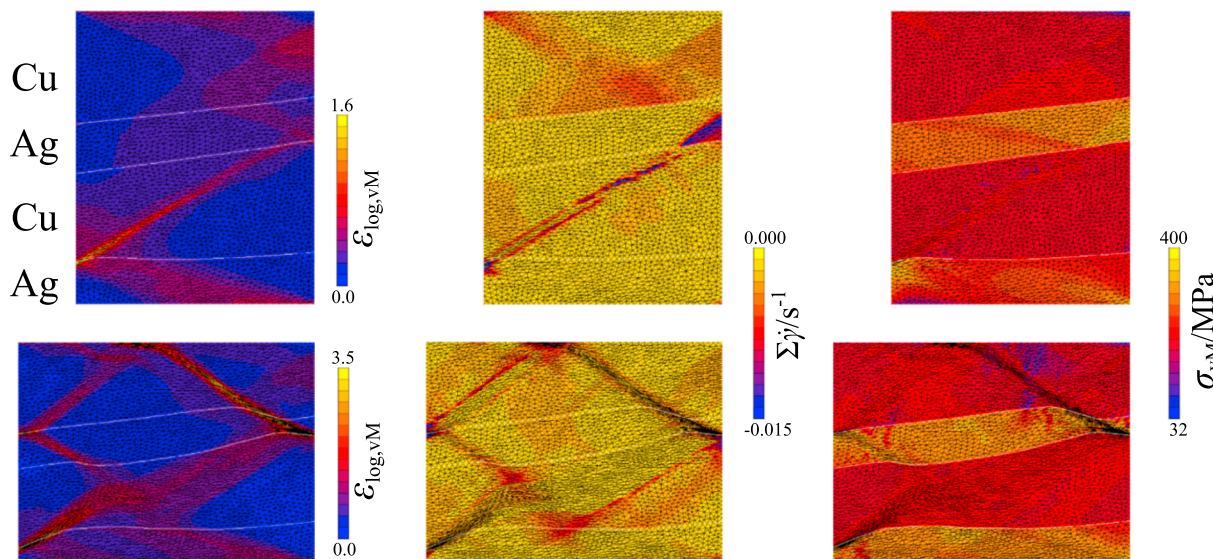 Cu
Ag
Cu
Ag
1.6
ε_log,vM
0.0
0.000
Σγ̇/s⁻¹
-0.015
400
σ_vM/MPa
32
3.5
ε_log,vM
0.0